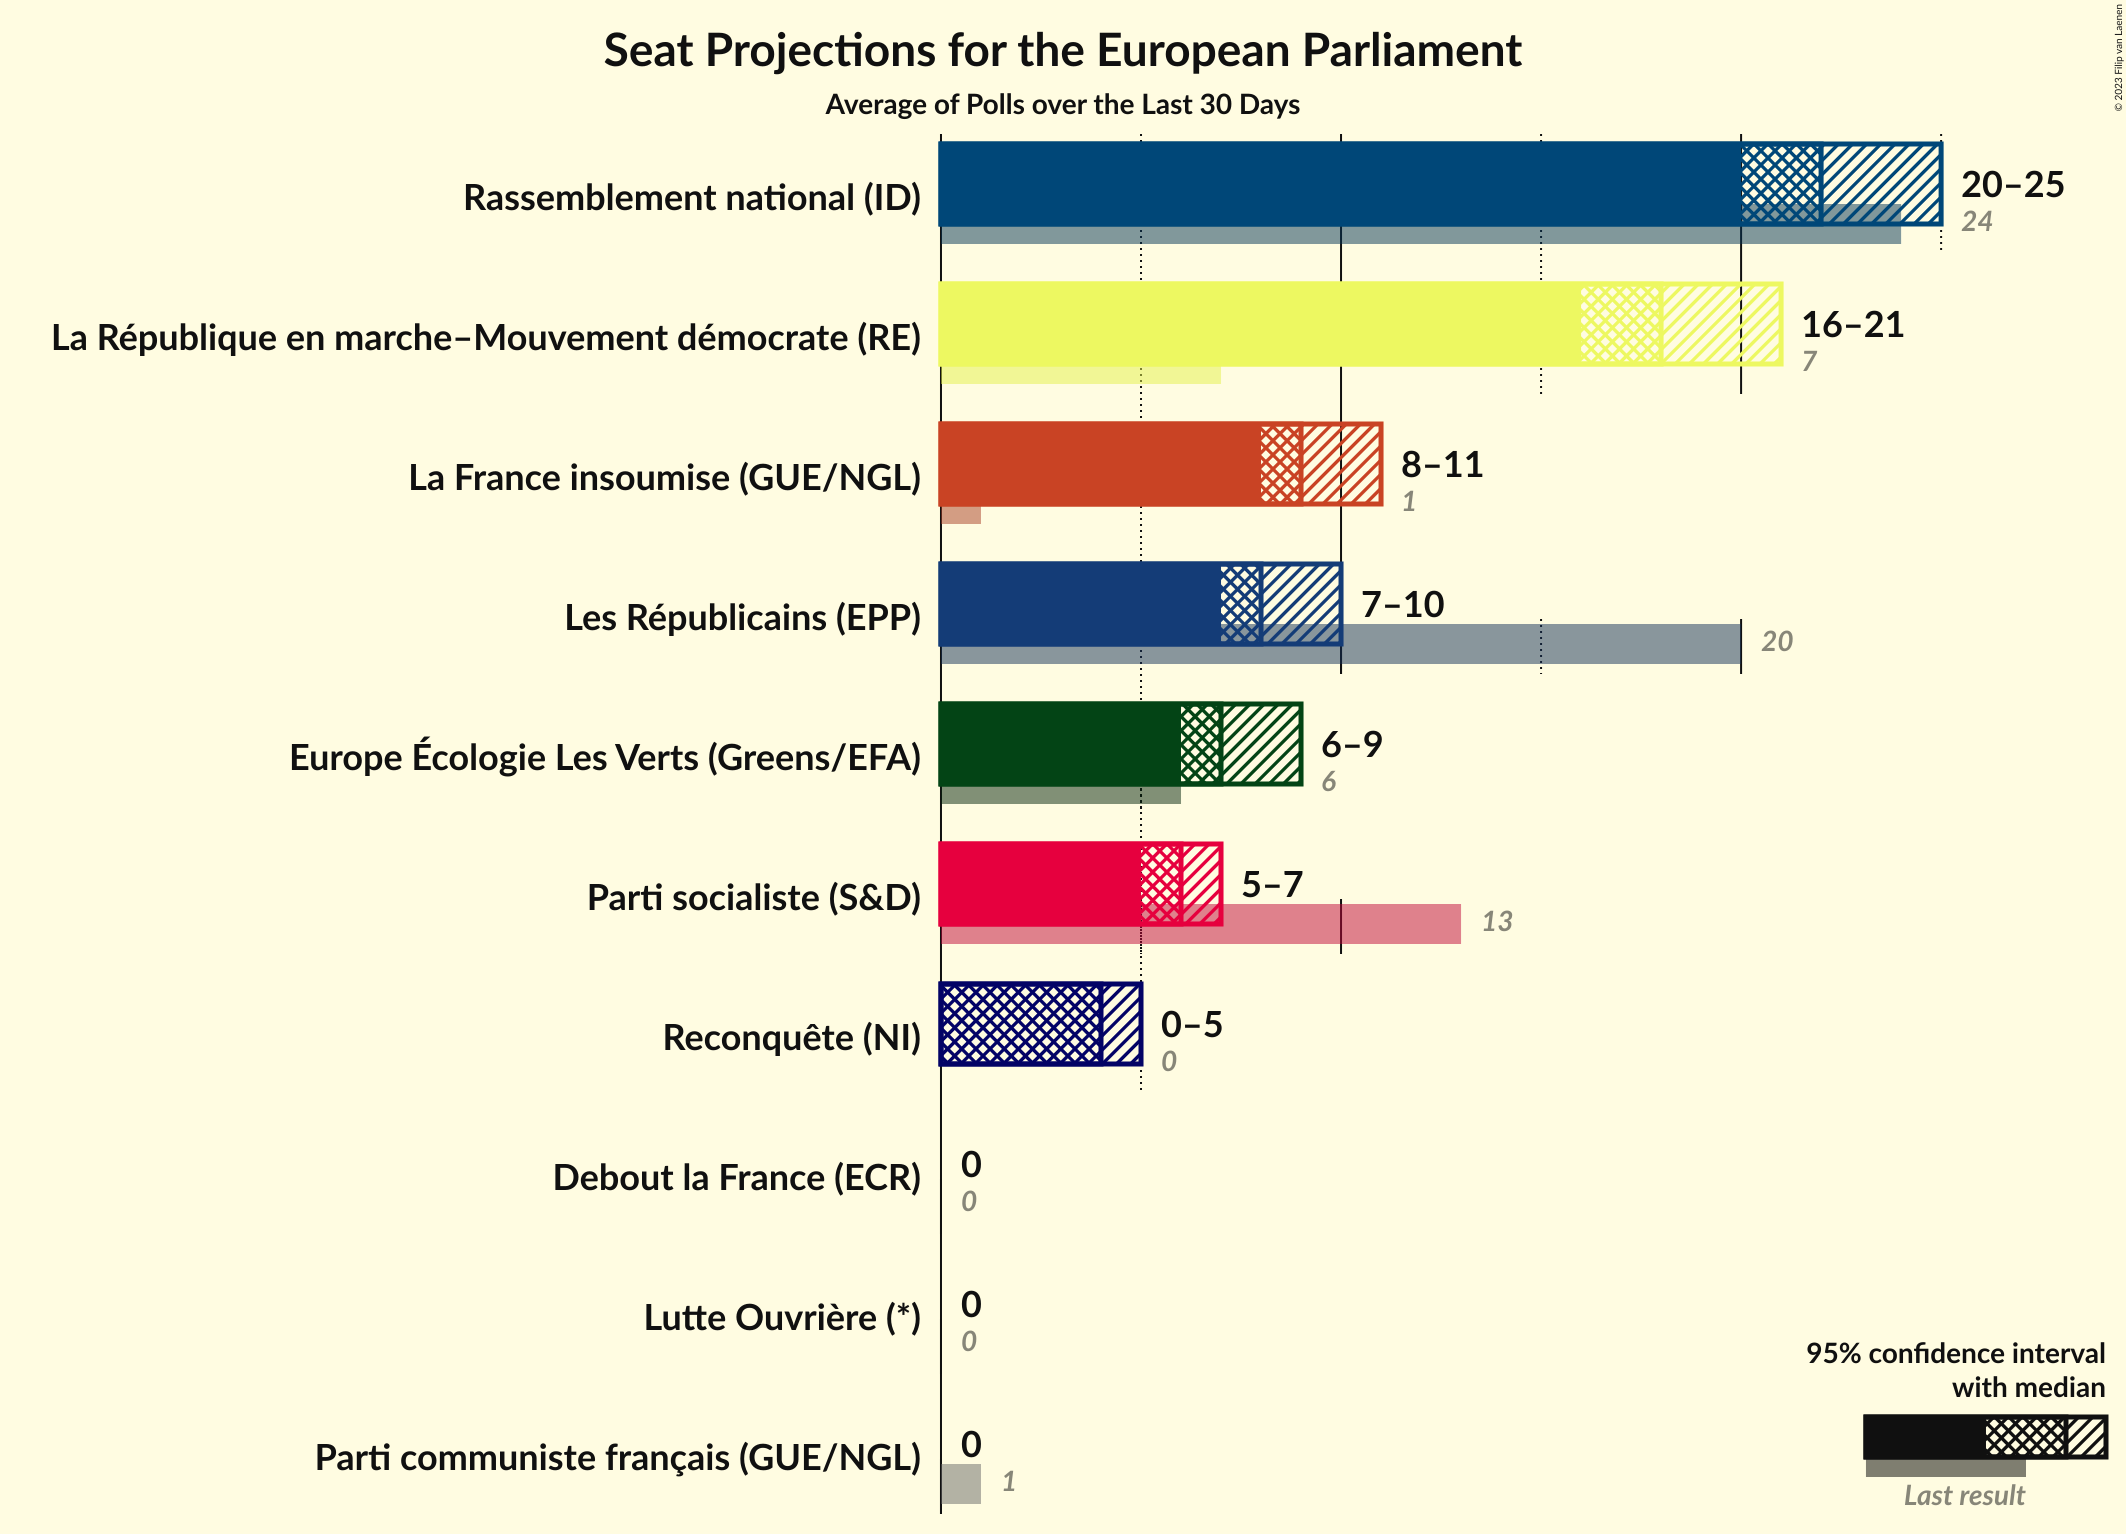 Seat Projections for the European Parliament
Average of Polls over the Last 30 Days
© 2023 Filip van Laenen
Rassemblement national (ID)
20–25
24
La République en marche–Mouvement démocrate (RE)
16–21
7
La France insoumise (GUE/NGL)
8–11
1
Les Républicains (EPP)
7–10
20
Europe Écologie Les Verts (Greens/EFA)
6–9
6
Parti socialiste (S&D)
5–7
13
Reconquête (NI)
0–5
0
Debout la France (ECR)
0
0
Lutte Ouvrière (*)
0
0
Parti communiste français (GUE/NGL)
0
1
95% confidence interval
with median
Last result